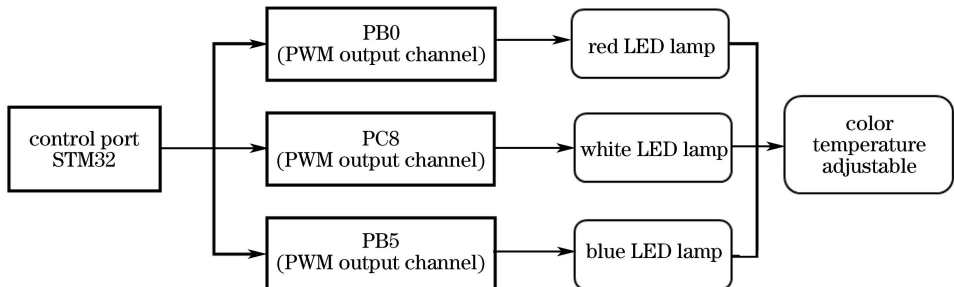 control port
STM32
PB0
(PWM output channel)
red LED lamp
PC8
(PWM output channel)
white LED lamp
PB5
(PWM output channel)
blue LED lamp
color
temperature
adjustable